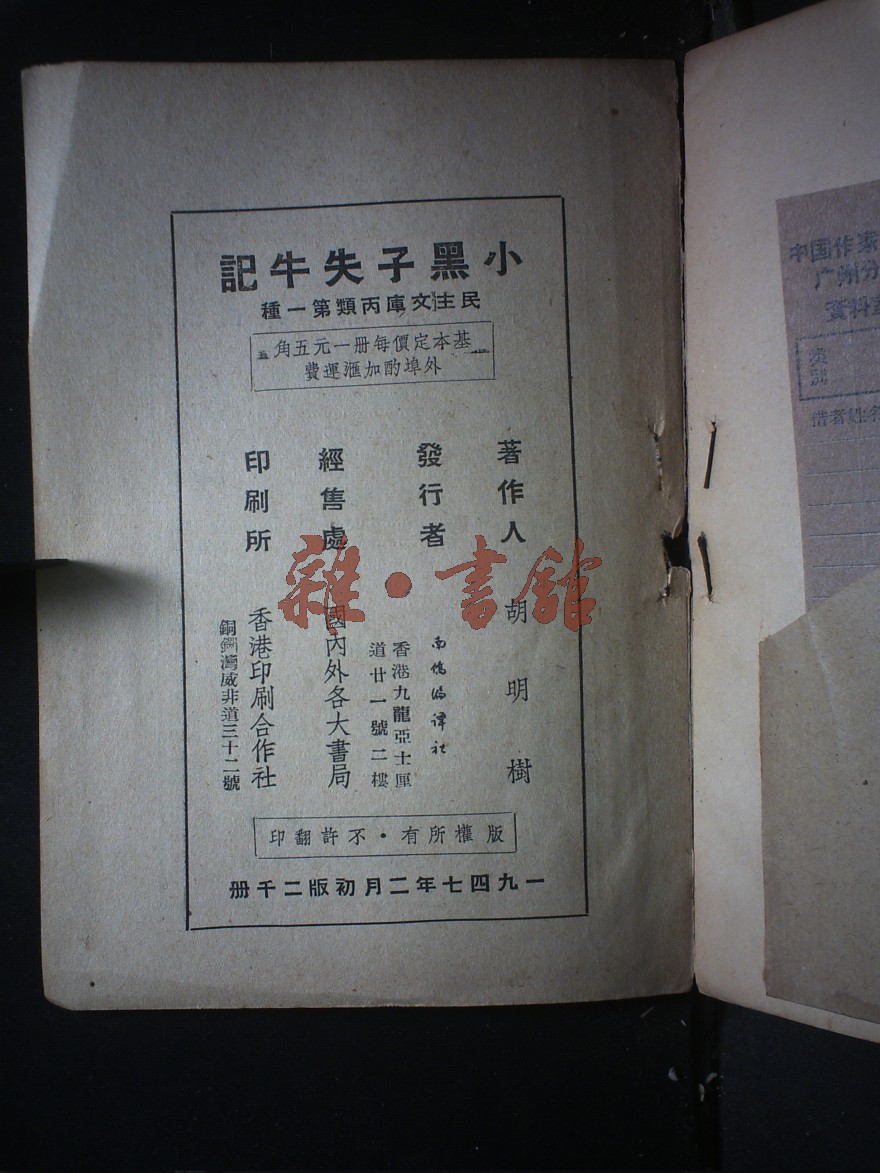 小黑子失牛記
民主文庫丙類第一種
基本定價每册一元五角
外埠酌加滙運費
著作人 胡明樹
發行者 南僑編譯社
香港九龍亞士厘
道廿一號二樓
經售處 國內外各大書局
印刷所 香港印刷合作社
銅鑼灣威非道三十二號
版權所有·不許翻印
一九四七年二月初版二千册
雜·書館
中国作家
广州分
資料室
类别
借者姓名